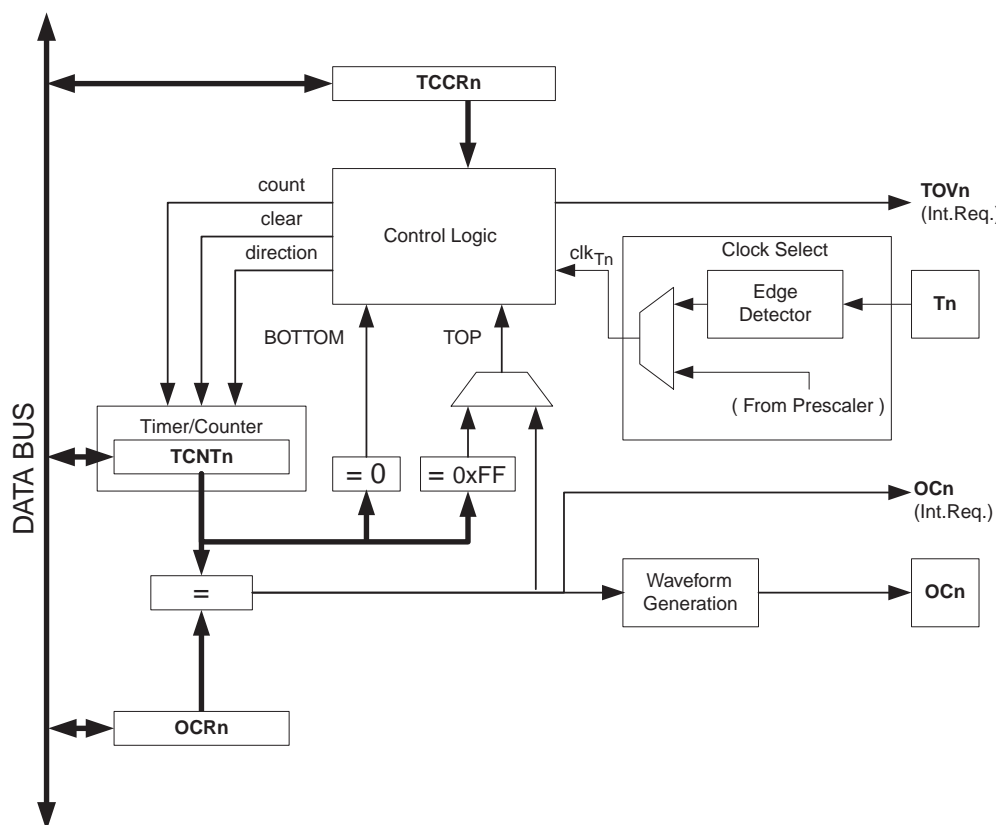 TCCRn
count
clear
direction
Control Logic
TOVn
(Int.Req.)
clkTn
Clock Select
Edge
Detector
Tn
( From Prescaler )
BOTTOM
TOP
Timer/Counter
TCNTn
= 0
= 0xFF
DATA BUS
OCn
(Int.Req.)
=
Waveform
Generation
OCn
OCRn